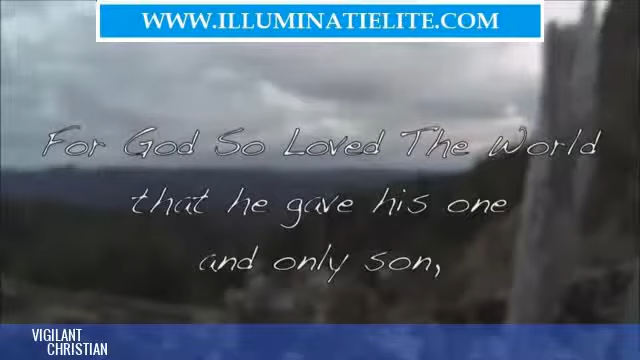 WWW.ILLUMINATIELITE.COM
For God So Loved The World
that he gave his one
and only son,
VIGILANT
CHRISTIAN